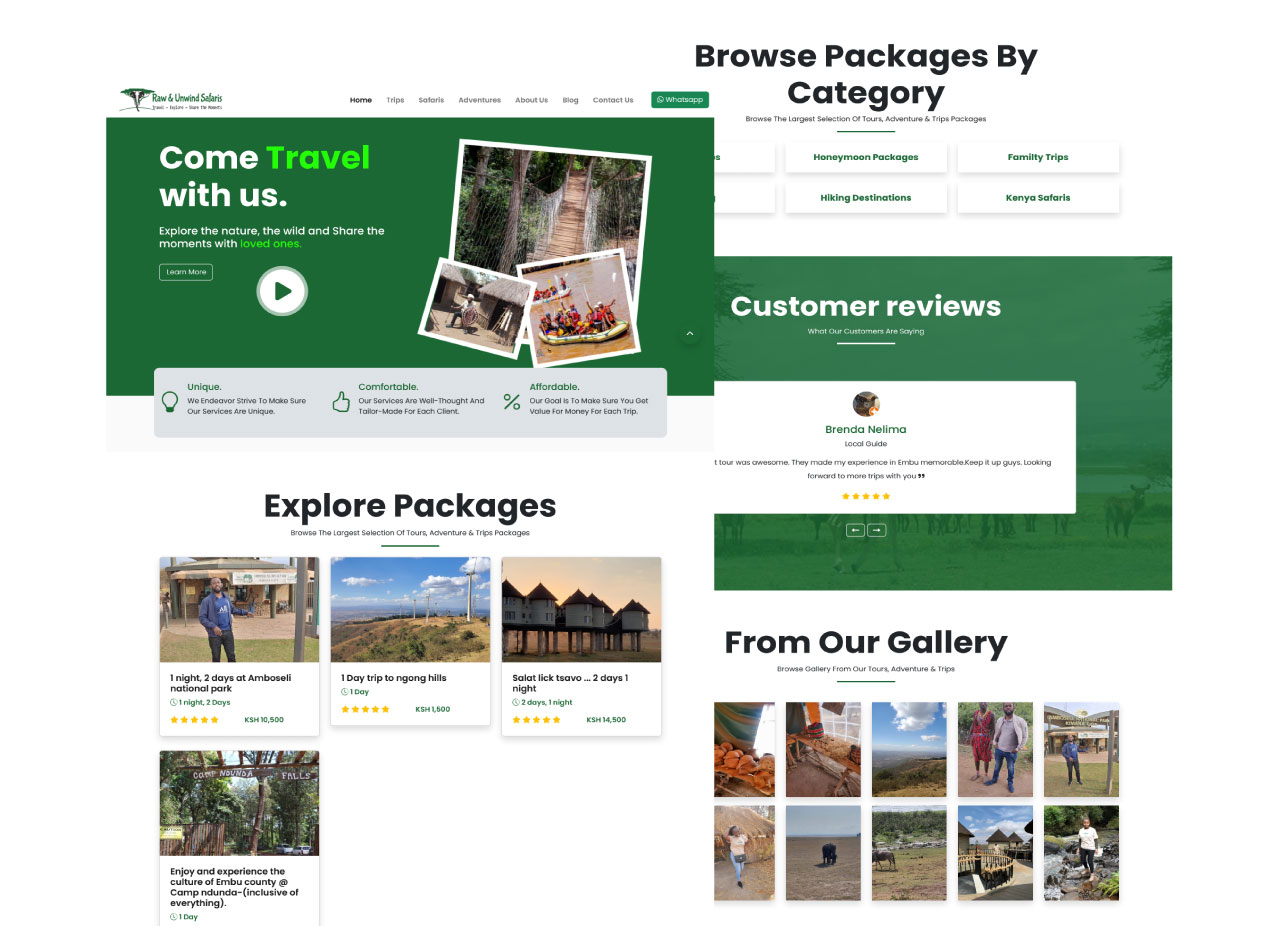 Raw & Unwind Safaris
Travel - Explore - Share the Moments
Home Trips Safaris Adventures About Us Blog Contact Us Whatsapp
Come Travel
with us.
Explore the nature, the wild and Share the
moments with loved ones.
Learn More
Unique.
We Endeavor Strive To Make Sure
Our Services Are Unique.
Comfortable.
Our Services Are Well-Thought And
Tailor-Made For Each Client.
Affordable.
Our Goal Is To Make Sure You Get
Value For Money For Each Trip.
Explore Packages
Browse The Largest Selection Of Tours, Adventure & Trips Packages
1 night, 2 days at Amboseli
national park
1 night, 2 Days
KSH 10,500
1 Day trip to ngong hills
1 Day
KSH 1,500
Salat lick tsavo ... 2 days 1
night
2 days, 1 night
KSH 14,500
CAMP NDUNDA FALLS
Enjoy and experience the
culture of Embu county @
Camp ndunda-(inclusive of
everything).
1 Day
Browse Packages By
Category
Browse The Largest Selection Of Tours, Adventure & Trips Packages
Honeymoon Packages
Familty Trips
Hiking Destinations
Kenya Safaris
Customer reviews
What Our Customers Are Saying
Brenda Nelima
Local Guide
t tour was awesome. They made my experience in Embu memorable.Keep it up guys. Looking
forward to more trips with you ”
From Our Gallery
Browse Gallery From Our Tours, Adventure & Trips